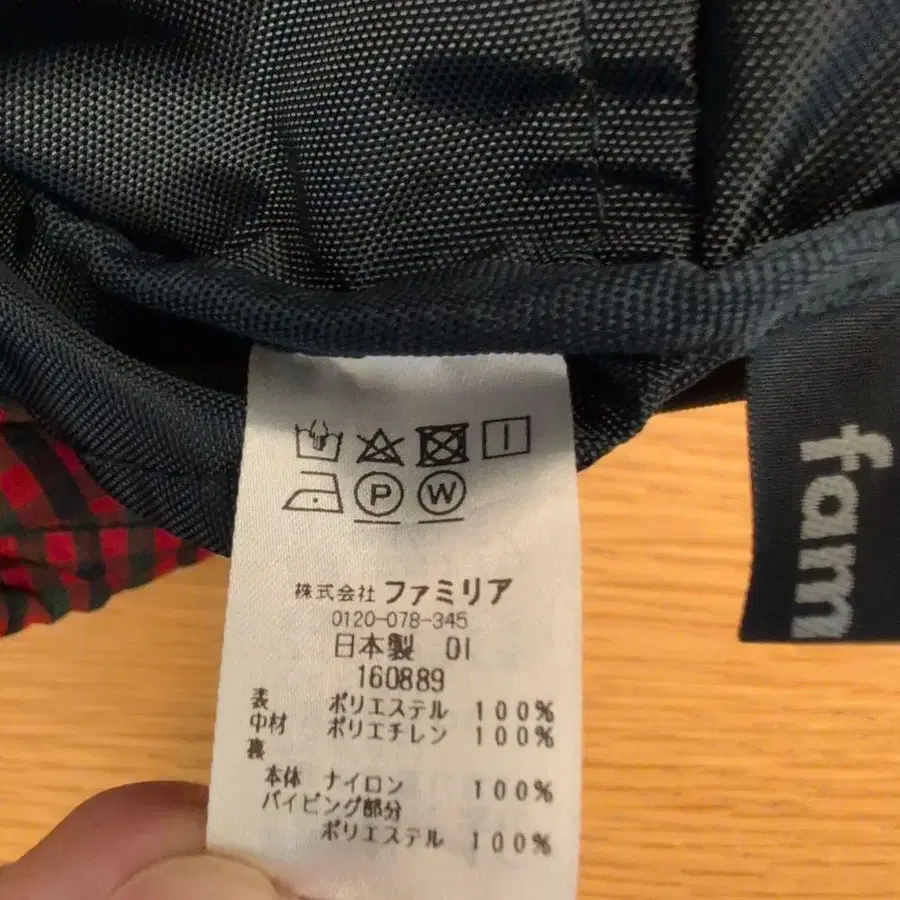 P W
株式会社 ファミリア
0120-078-345
日本製 01
160889
表 ポリエステル 100%
中材 ポリエチレン 100%
裏
本体 ナイロン 100%
パイピング部分
ポリエステル 100%
fam